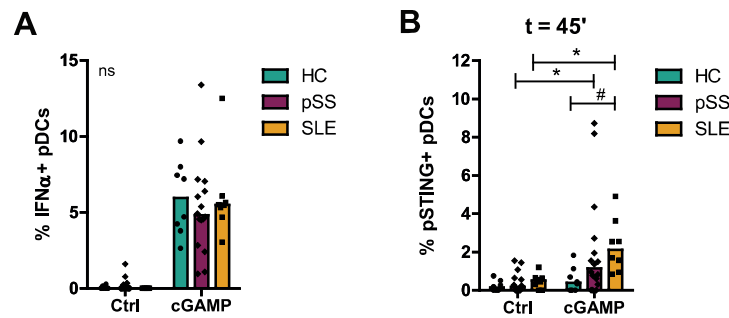 A
% IFNα+ pDCs
15
10
5
0
ns
Ctrl
cGAMP
HC
pSS
SLE
B
t = 45'
% pSTING+ pDCs
12
10
8
6
4
2
0
*
*
#
Ctrl
cGAMP
HC
pSS
SLE